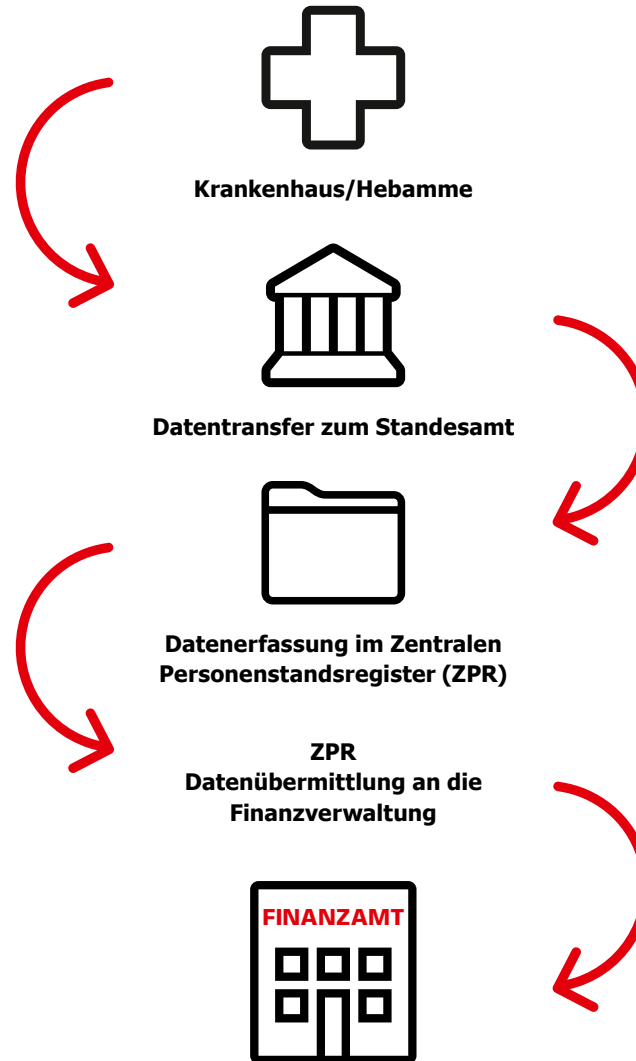 Krankenhaus/Hebamme
Datentransfer zum Standesamt
Datenerfassung im Zentralen
Personenstandsregister (ZPR)
ZPR
Datenübermittlung an die
Finanzverwaltung
FINANZAMT